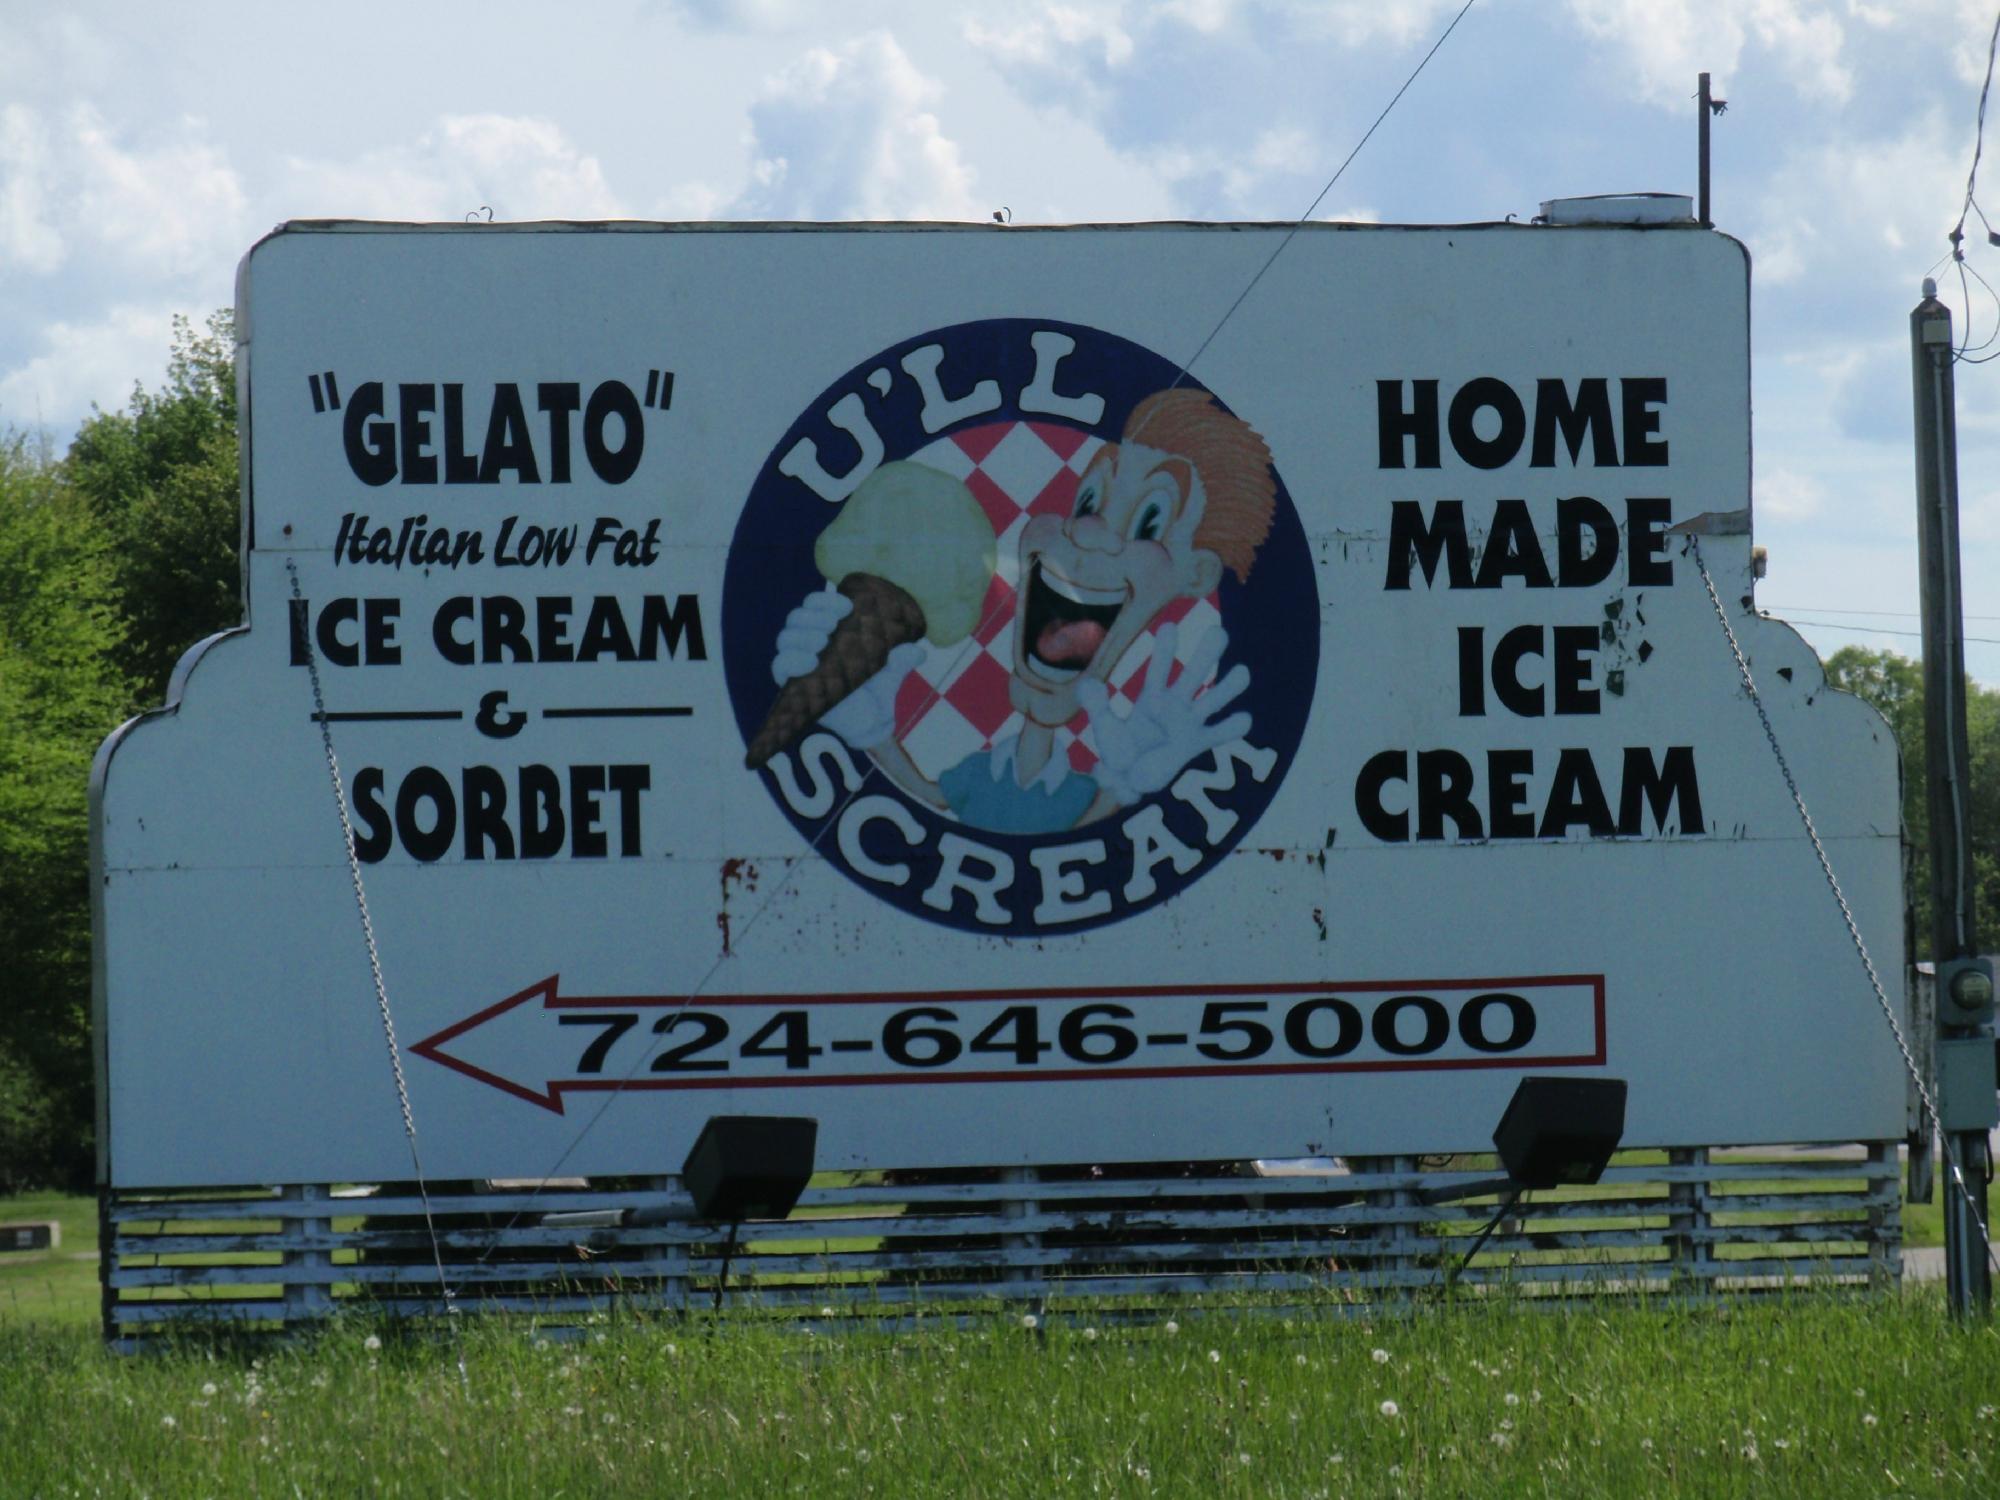 "GELATO"
Italian Low Fat
ICE CREAM
&
SORBET
U'LL
SCREAM
HOME
MADE
ICE
CREAM
724-646-5000